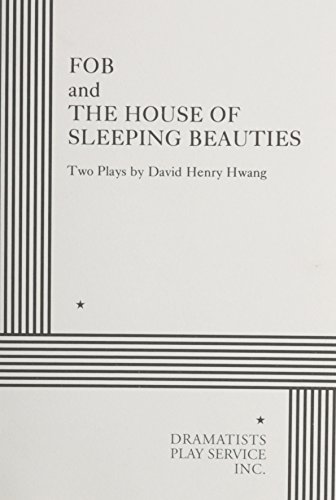 FOB
and
THE HOUSE OF
SLEEPING BEAUTIES
Two Plays by David Henry Hwang
★
★
DRAMATISTS
PLAY SERVICE
INC.